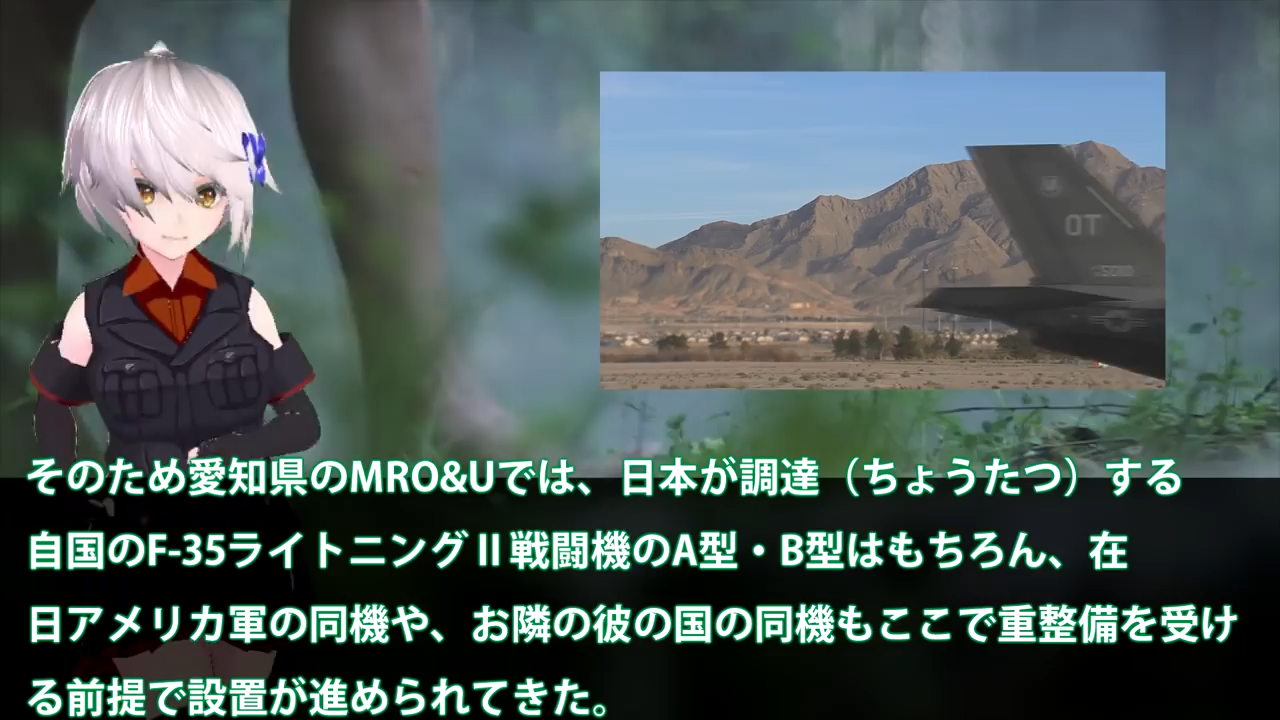 OT
そのため愛知県のMRO&Uでは、日本が調達（ちょうたつ）する
自国のF-35ライトニングⅡ戦闘機のA型・B型はもちろん、在
日アメリカ軍の同機や、お隣の彼の国の同機もここで重整備を受け
る前提で設置が進められてきた。